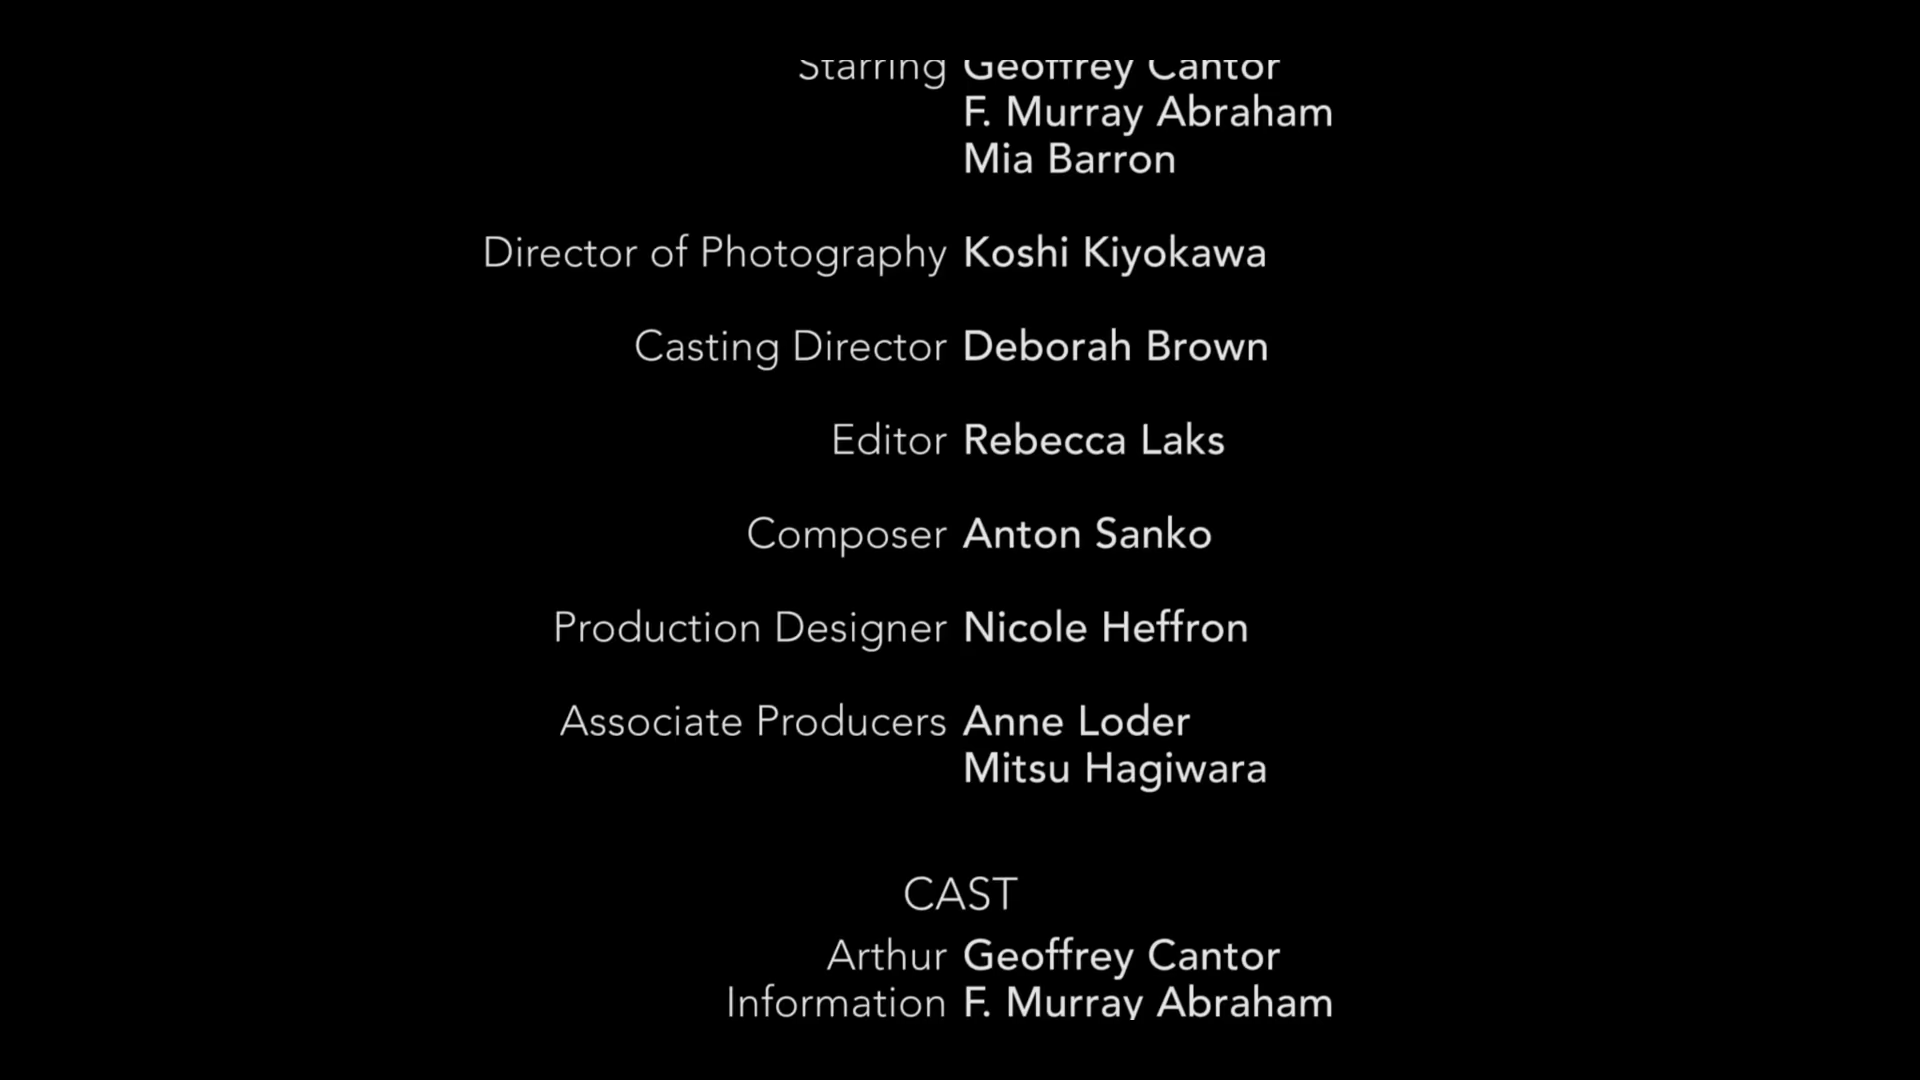 Starring Geoffrey Cantor
F. Murray Abraham
Mia Barron
Director of Photography Koshi Kiyokawa
Casting Director Deborah Brown
Editor Rebecca Laks
Composer Anton Sanko
Production Designer Nicole Heffron
Associate Producers Anne Loder
Mitsu Hagiwara
CAST
Arthur Geoffrey Cantor
Information F. Murray Abraham